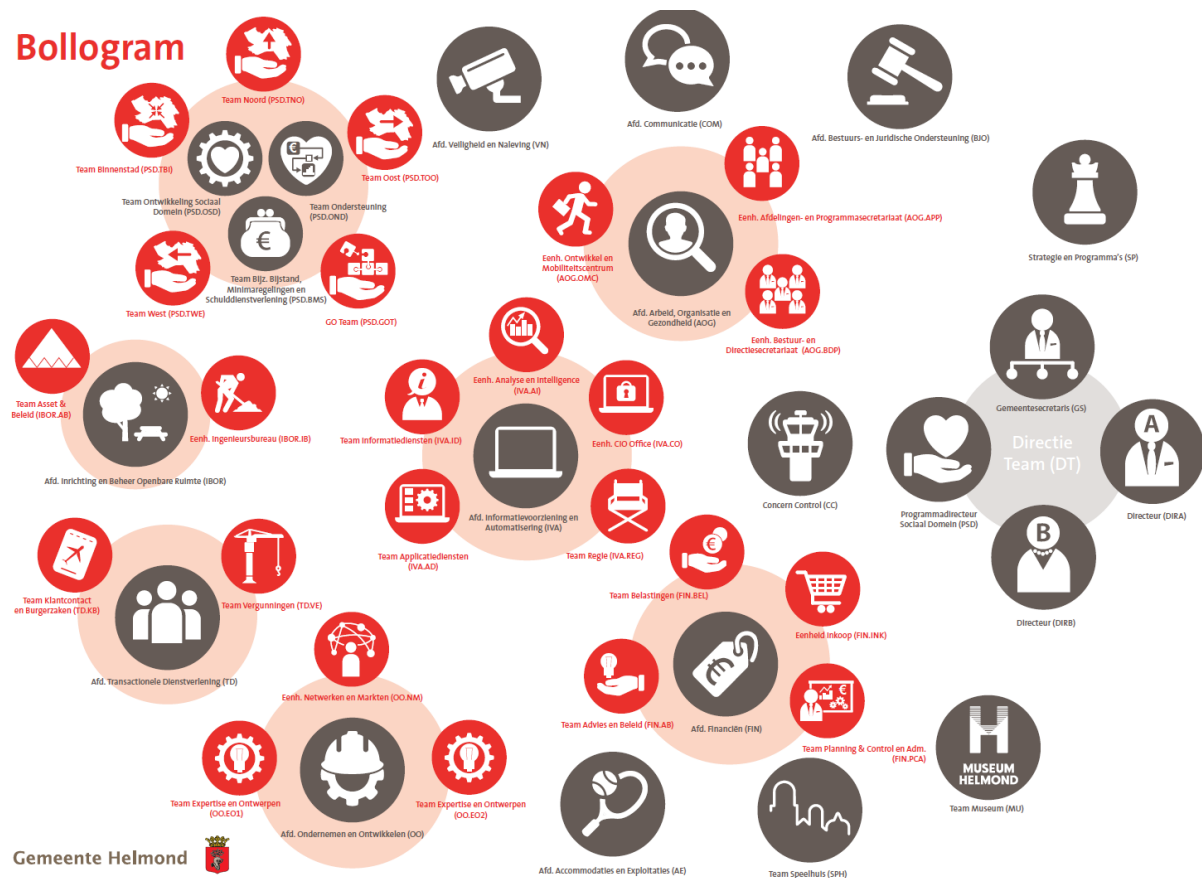 Bollogram
Team Noord (PSD.TNO)
Team Binnenstad (PSD.TBI)
Team Oost (PSD.TOO)
Team Ontwikkeling Sociaal
Domein (PSD.OSD)
Team Ondersteuning
(PSD.OND)
€
€
Team Bijz. Bijstand,
Minimaregelingen en
Schulddienstverlening (PSD.BMS)
Team West (PSD.TWE)
GO Team (PSD.GOT)
Afd. Veiligheid en Naleving (VN)
Afd. Communicatie (COM)
Afd. Bestuurs- en Juridische Ondersteuning (BJO)
Eenh. Afdelingen- en Programmasecretariaat (AOG.APP)
Eenh. Ontwikkel en
Mobiliteitscentrum
(AOG.OMC)
Afd. Arbeid, Organisatie en
Gezondheid (AOG)
Eenh. Bestuur- en
Directiesecretariaat (AOG.BDP)
Strategie en Programma's (SP)
Team Asset &
Beleid (IBOR.AB)
Eenh. Ingenieursbureau (IBOR.IB)
Afd. Inrichting en Beheer Openbare Ruimte (IBOR)
Eenh. Analyse en Intelligence
(IVA.AI)
i
Team Informatiediensten (IVA.ID)
Eenh. CIO Office (IVA.CO)
Afd. Informatievoorziening en
Automatisering (IVA)
Team Applicatiediensten
(IVA.AD)
Team Regie (IVA.REG)
Concern Control (CC)
Gemeentesecretaris (GS)
Directie
Team (DT)
Programmadirecteur
Sociaal Domein (PSD)
A
Directeur (DIRA)
B
Directeur (DIRB)
Team Klantcontact
en Burgerzaken (TD.KB)
Team Vergunningen (TD.VE)
Afd. Transactionele Dienstverlening (TD)
€
Team Belastingen (FIN.BEL)
Eenheid Inkoop (FIN.INK)
Team Advies en Beleid (FIN.AB)
€
Afd. Financiën (FIN)
€
Team Planning & Control en Adm.
(FIN.PCA)
Eenh. Netwerken en Markten (OO.NM)
Team Expertise en Ontwerpen
(OO.EO1)
Team Expertise en Ontwerpen
(OO.EO2)
Afd. Ondernemen en Ontwikkelen (OO)
Afd. Accommodaties en Exploitaties (AE)
Team Speelhuis (SPH)
H
MUSEUM
HELMOND
Team Museum (MU)
Gemeente Helmond